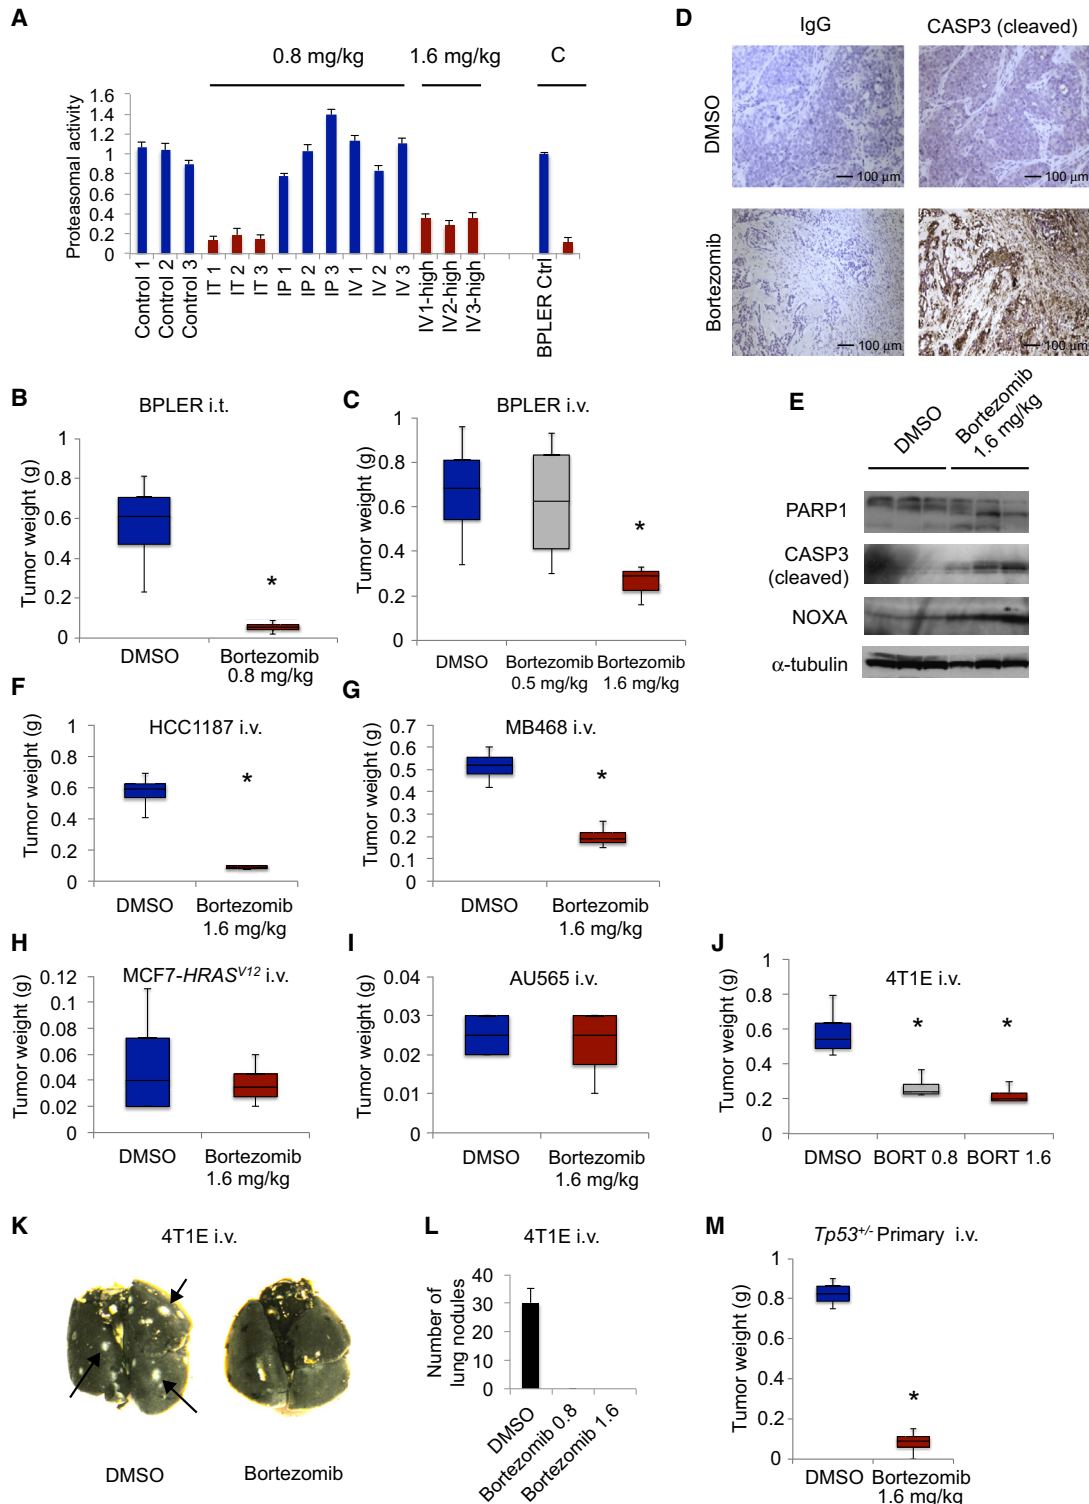 A
0.8 mg/kg
1.6 mg/kg
C
Proteasomal activity
1.6
1.4
1.2
1
0.8
0.6
0.4
0.2
0
Control 1
Control 2
Control 3
IT 1
IT 2
IT 3
IP 1
IP 2
IP 3
IV 1
IV 2
IV 3
IV1-high
IV2-high
IV3-high
BPLER Ctrl
D
IgG
CASP3 (cleaved)
DMSO
100 μm
100 μm
Bortezomib
100 μm
100 μm
B
BPLER i.t.
Tumor weight (g)
1
0.8
0.6
0.4
0.2
0
*
DMSO
Bortezomib
0.8 mg/kg
C
BPLER i.v.
Tumor weight (g)
1
0.8
0.6
0.4
0.2
0
*
DMSO
Bortezomib
0.5 mg/kg
Bortezomib
1.6 mg/kg
E
DMSO
Bortezomib
1.6 mg/kg
PARP1
CASP3
(cleaved)
NOXA
α-tubulin
F
HCC1187 i.v.
Tumor weight (g)
1
0.8
0.6
0.4
0.2
0
*
DMSO
Bortezomib
1.6 mg/kg
G
MB468 i.v.
Tumor weight (g)
0.7
0.6
0.5
0.4
0.3
0.2
0.1
0
*
DMSO
Bortezomib
1.6 mg/kg
H
MCF7-HRASV12 i.v.
Tumor weight (g)
0.12
0.10
0.08
0.06
0.04
0.02
0
DMSO
Bortezomib
1.6 mg/kg
I
AU565 i.v.
Tumor weight (g)
0.04
0.03
0.02
0.01
0
DMSO
Bortezomib
1.6 mg/kg
J
4T1E i.v.
Tumor weight (g)
1
0.8
0.6
0.4
0.2
0
*
*
DMSO
BORT 0.8
BORT 1.6
K
4T1E i.v.
DMSO
Bortezomib
L
4T1E i.v.
Number of
lung nodules
40
30
20
10
0
DMSO
Bortezomib 0.8
Bortezomib 1.6
M
Tp53+/- Primary i.v.
Tumor weight (g)
1
0.8
0.6
0.4
0.2
0
*
DMSO
Bortezomib
1.6 mg/kg